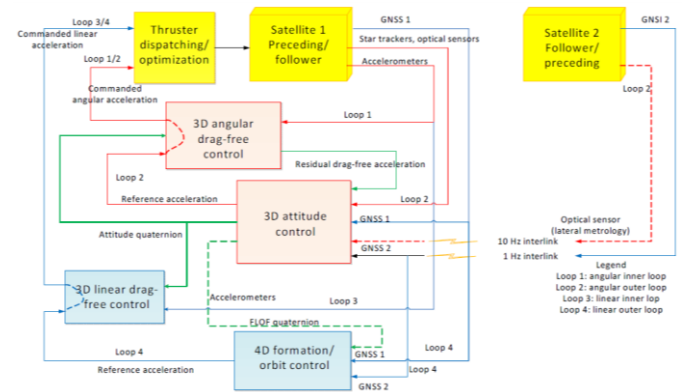 Loop 3/4
Commanded linear
acceleration
Loop 1/2
Commanded
angular acceleration
Thruster
dispatching/
optimization
Satellite 1
Preceding/
follower
GNSS 1
Star trackers, optical sensors
Accelerometers
Satellite 2
Follower/
preceding
GNSI 2
Loop 2
3D angular
drag-free
control
Loop 1
Residual drag-free acceleration
Loop 2
Reference acceleration
Loop 2
3D attitude
control
GNSS 1
GNSS 2
Attitude quaternion
Optical sensor
(lateral metrology)
10 Hz interlink
1 Hz interlink
Legend
Loop 1: angular inner loop
Loop 2: angular outer loop
Loop 3: linear inner lop
Loop 4: linear outer loop
3D linear drag-
free control
Accelerometers
Loop 3
FLOF quaternion
Loop 4
Reference acceleration
4D formation/
orbit control
GNSS 1
Loop 4
Loop 4
GNSS 2